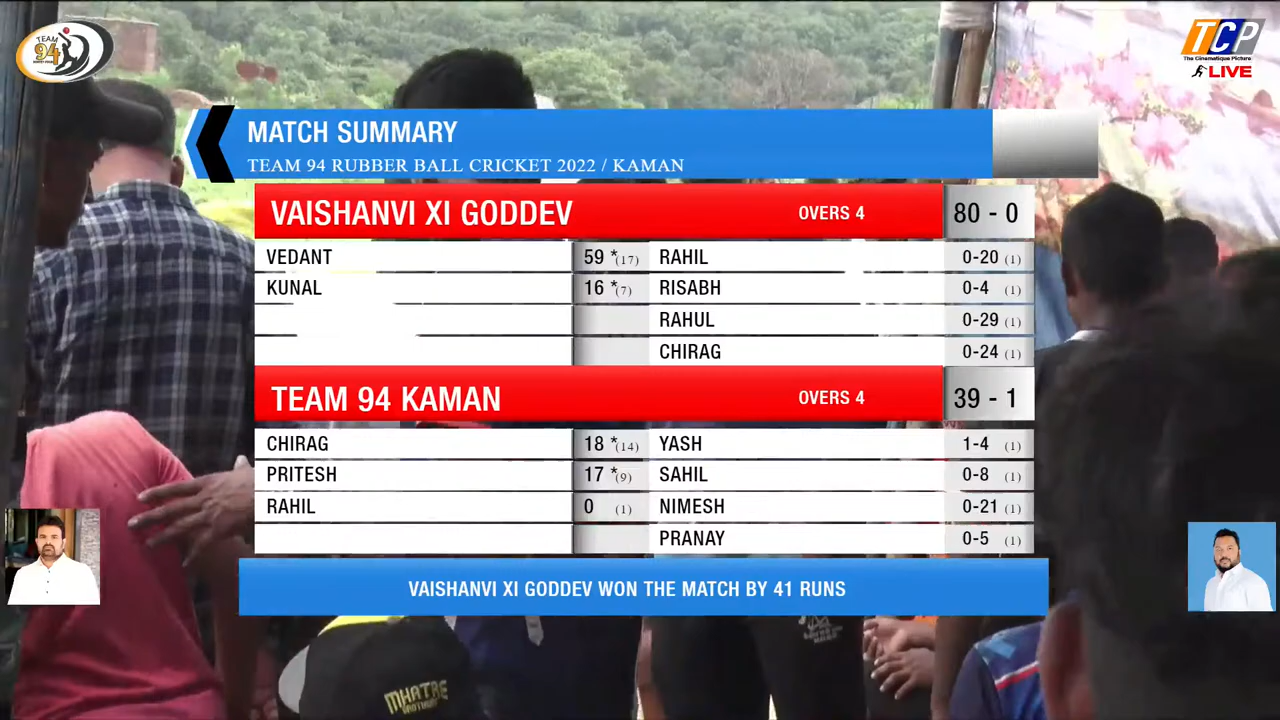 TEAM
94
TCP
The Cinematique Picture
LIVE
MATCH SUMMARY
TEAM 94 RUBBER BALL CRICKET 2022 / KAMAN
VAISHANVI XI GODDEV OVERS 4 80 - 0
VEDANT 59 *(17) RAHIL 0-20 (1)
KUNAL 16 *(7) RISABH 0-4 (1)
RAHUL 0-29 (1)
CHIRAG 0-24 (1)
TEAM 94 KAMAN OVERS 4 39 - 1
CHIRAG 18 *(14) YASH 1-4 (1)
PRITESH 17 *(9) SAHIL 0-8 (1)
RAHIL 0 (1) NIMESH 0-21 (1)
PRANAY 0-5 (1)
VAISHANVI XI GODDEV WON THE MATCH BY 41 RUNS
MHATRE
BROTHERS